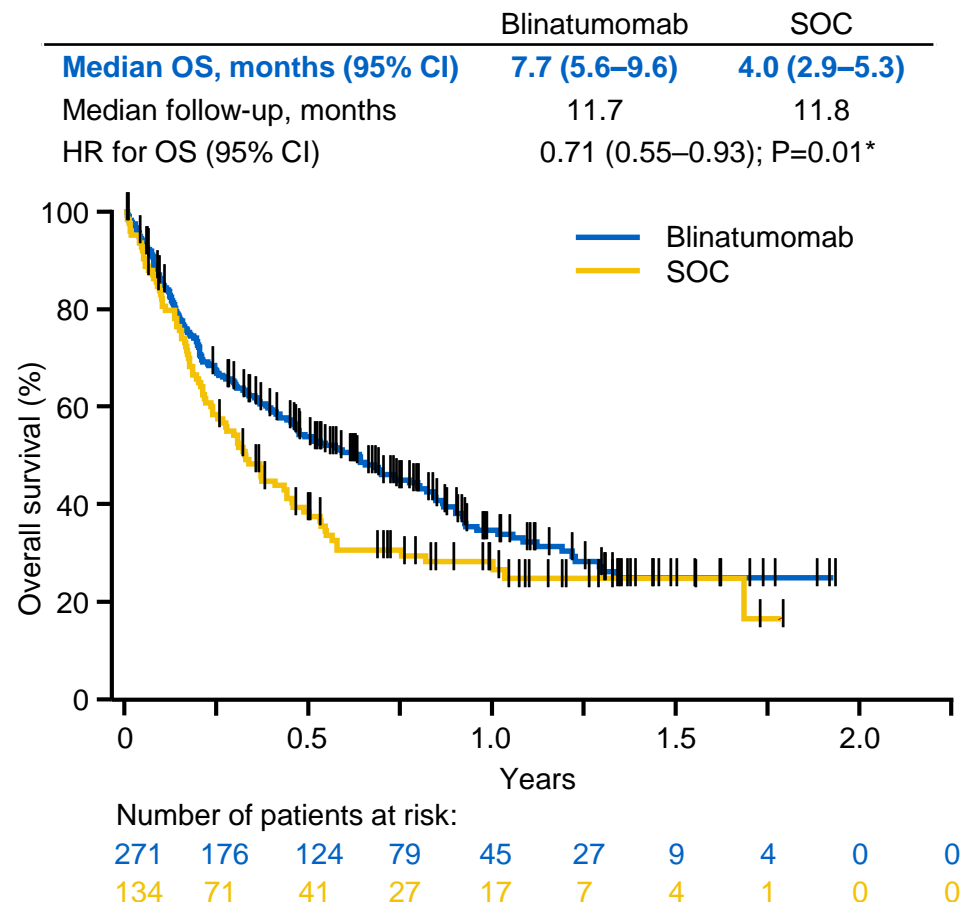 Blinatumomab SOC
Median OS, months (95% CI) 7.7 (5.6–9.6) 4.0 (2.9–5.3)
Median follow-up, months 11.7 11.8
HR for OS (95% CI) 0.71 (0.55–0.93); P=0.01*
100
80
60
40
20
0
Overall survival (%)
Blinatumomab
SOC
0 0.5 1.0 1.5 2.0
Years
Number of patients at risk:
271 176 124 79 45 27 9 4 0 0
134 71 41 27 17 7 4 1 0 0